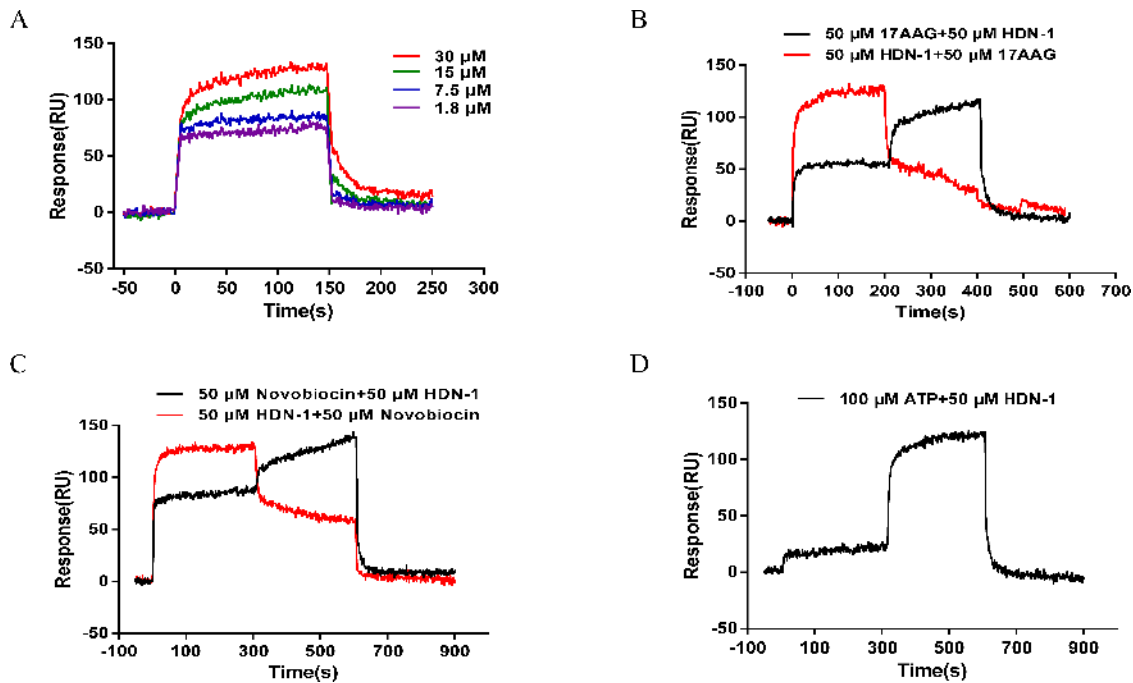 A
150
100
50
0
-50
Response(RU)
-50 0 50 100 150 200 250 300
Time(s)
30 µM
15 µM
7.5 µM
1.8 µM
B
50 µM 17AAG+50 µM HDN-1
50 µM HDN-1+50 µM 17AAG
150
100
50
0
-50
Response(RU)
-100 0 100 200 300 400 500 600 700
Time(s)
C
50 µM Novobiocin+50 µM HDN-1
50 µM HDN-1+50 µM Novobiocin
150
100
50
0
-50
Response(RU)
-100 100 300 500 700 900
Time(s)
D
100 µM ATP+50 µM HDN-1
150
100
50
0
-50
Response(RU)
-100 100 300 500 700 900
Time(s)